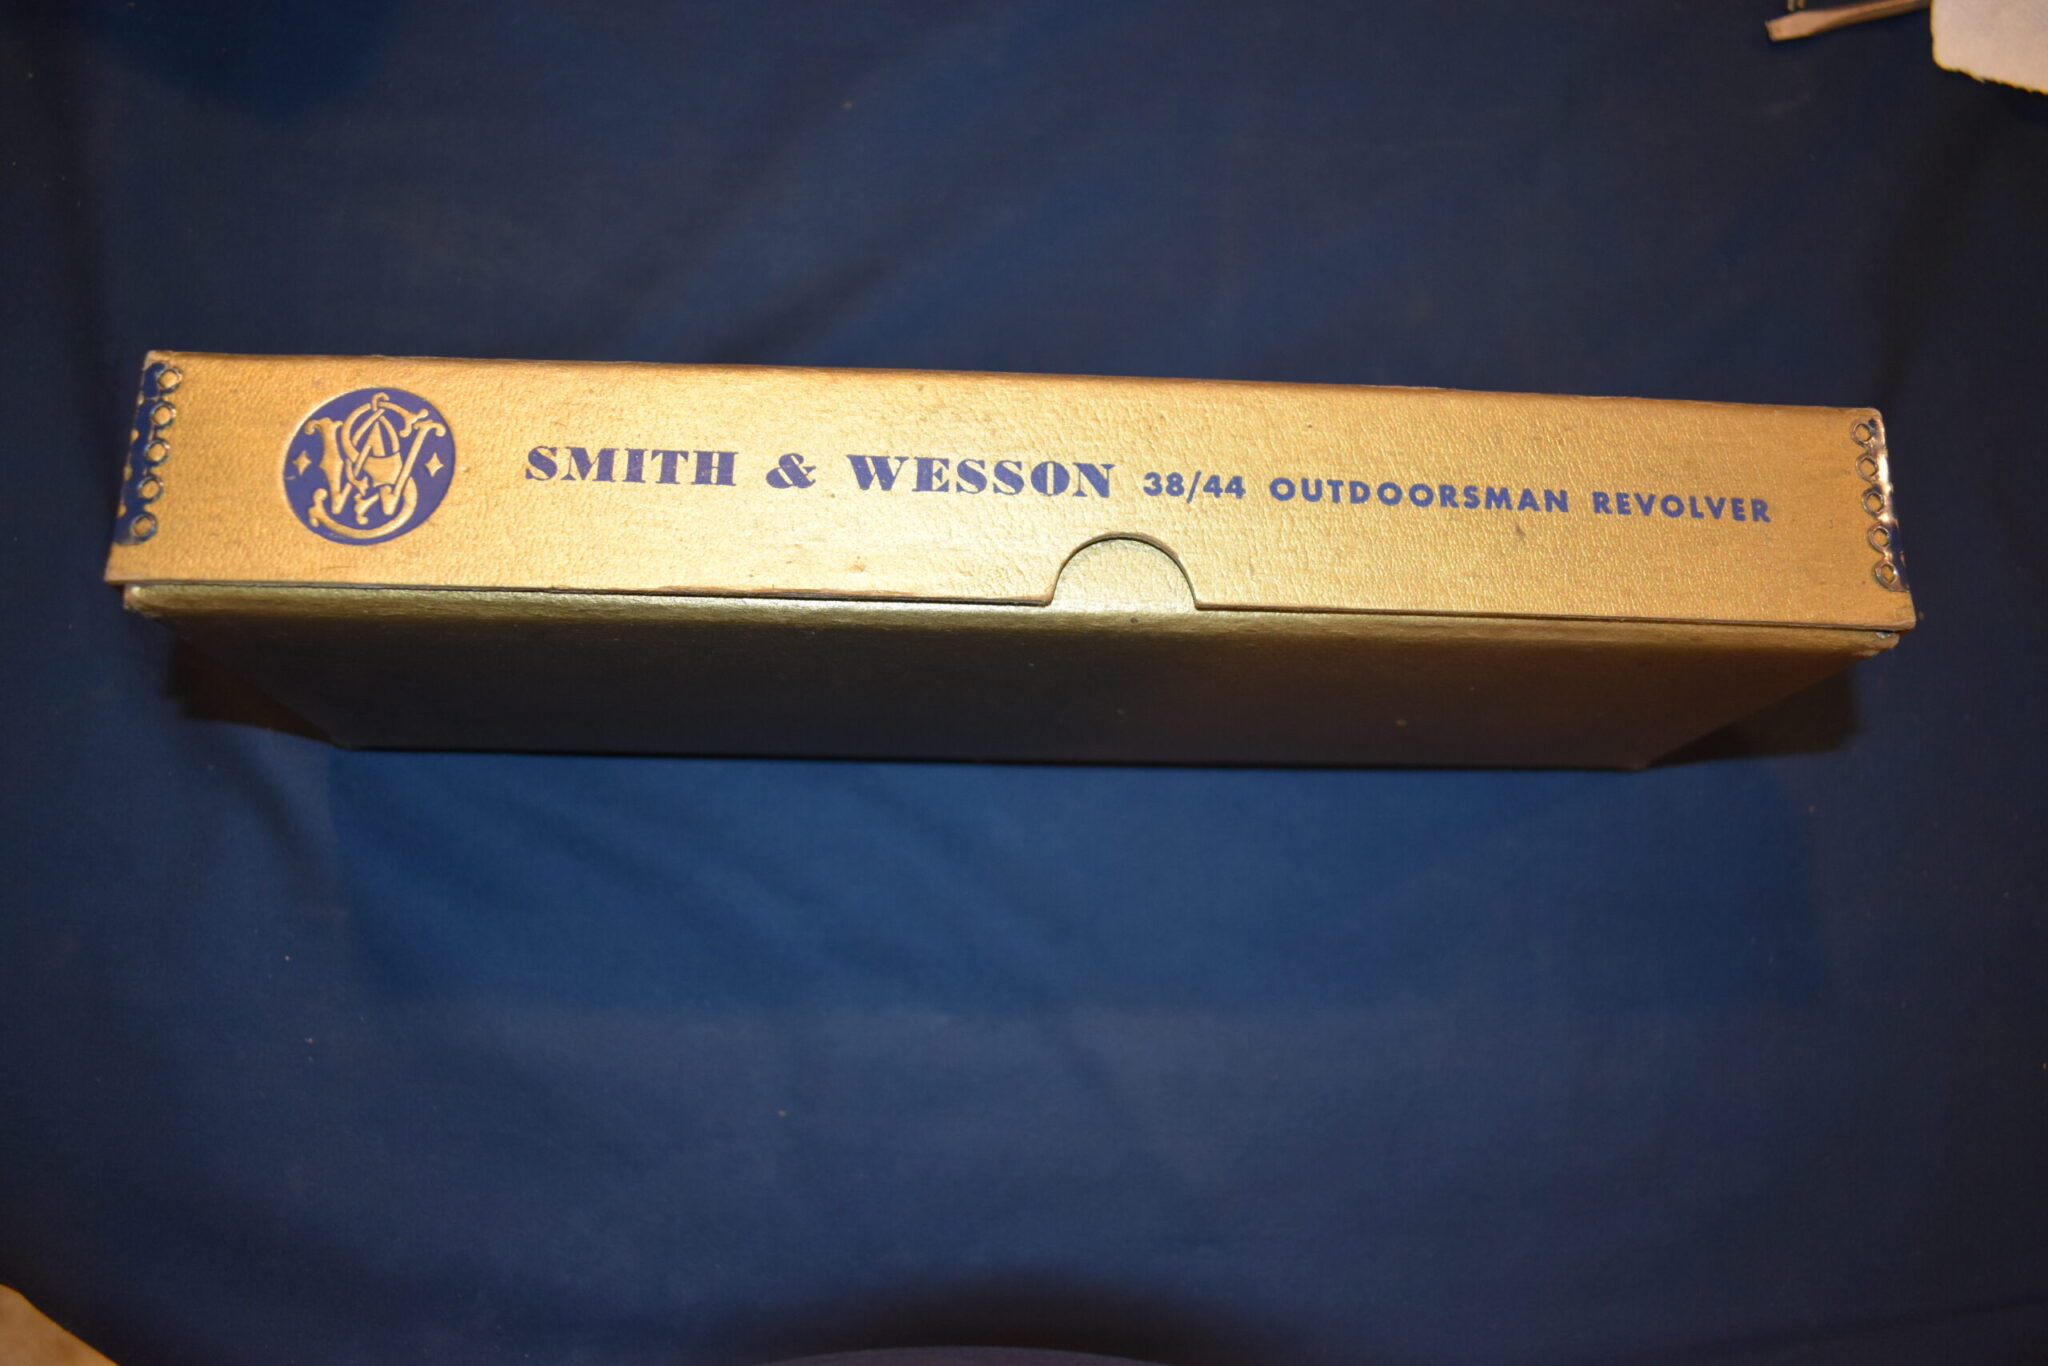 SMITH & WESSON 38/44 OUTDOORSMAN REVOLVER